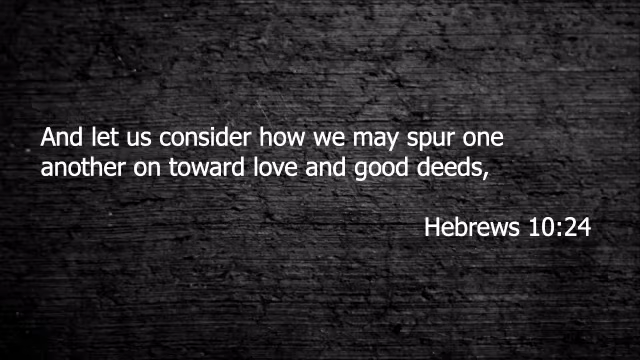 And let us consider how we may spur one
another on toward love and good deeds,
Hebrews 10:24